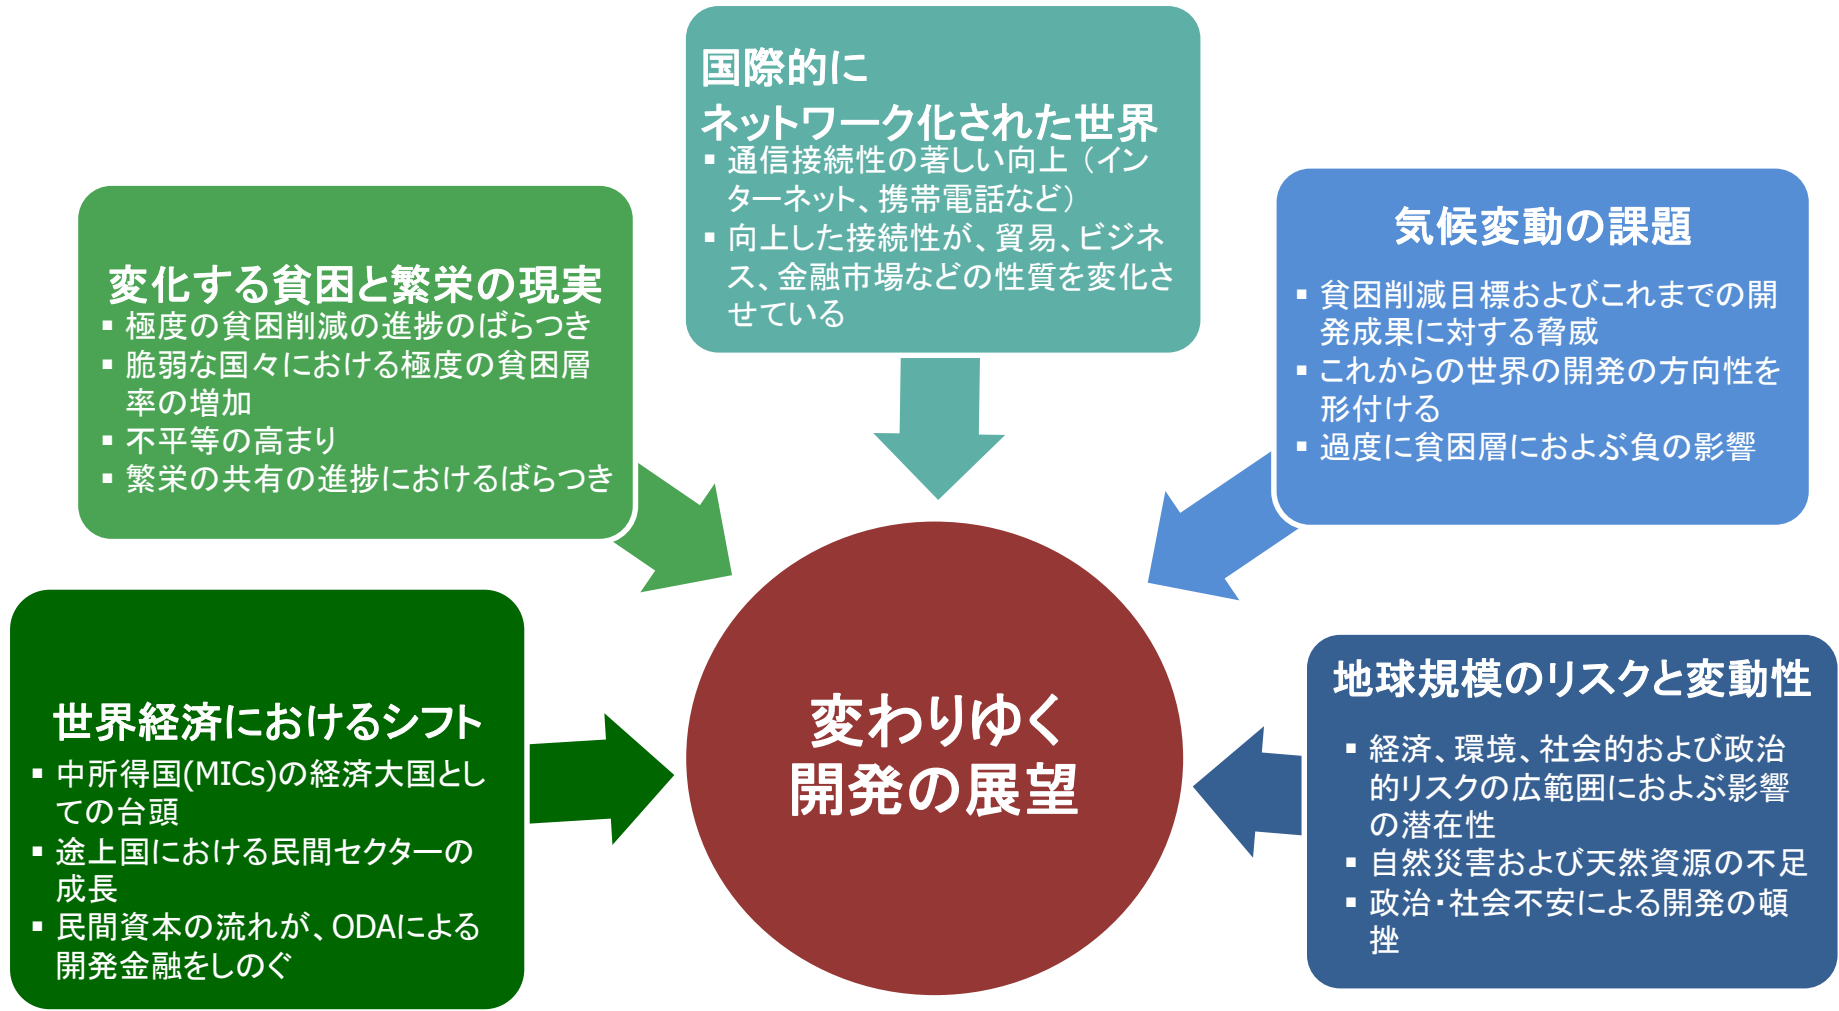 国際的に
ネットワーク化された世界
▪ 通信接続性の著しい向上（イン
ターネット、携帯電話など）
▪ 向上した接続性が、貿易、ビジネ
ス、金融市場などの性質を変化さ
せている
変化する貧困と繁栄の現実
▪ 極度の貧困削減の進捗のばらつき
▪ 脆弱な国々における極度の貧困層
率の増加
▪ 不平等の高まり
▪ 繁栄の共有の進捗におけるばらつき
気候変動の課題
▪ 貧困削減目標およびこれまでの開
発成果に対する脅威
▪ これからの世界の開発の方向性を
形付ける
▪ 過度に貧困層におよぶ負の影響
世界経済におけるシフト
▪ 中所得国(MICs)の経済大国とし
ての台頭
▪ 途上国における民間セクターの
成長
▪ 民間資本の流れが、ODAによる
開発金融をしのぐ
変わりゆく
開発の展望
地球規模のリスクと変動性
▪ 経済、環境、社会的および政治
的リスクの広範囲におよぶ影響
の潜在性
▪ 自然災害および天然資源の不足
▪ 政治・社会不安による開発の頓
挫